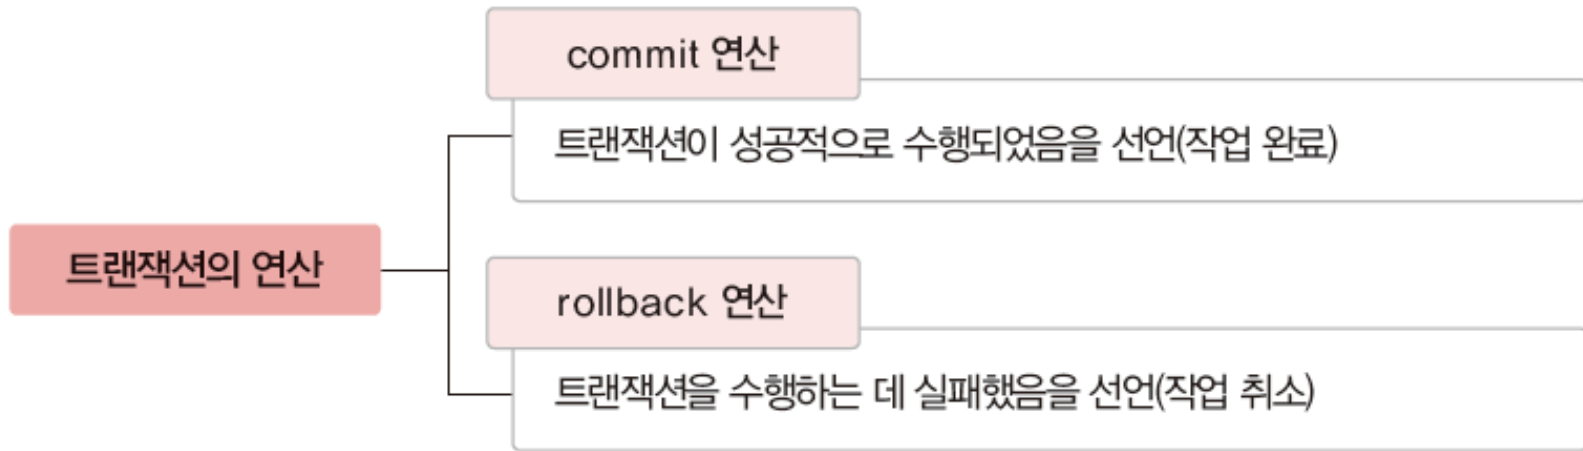 commit 연산
트랜잭션이 성공적으로 수행되었음을 선언(작업 완료)
트랜잭션의 연산
rollback 연산
트랜잭션을 수행하는 데 실패했음을 선언(작업 취소)